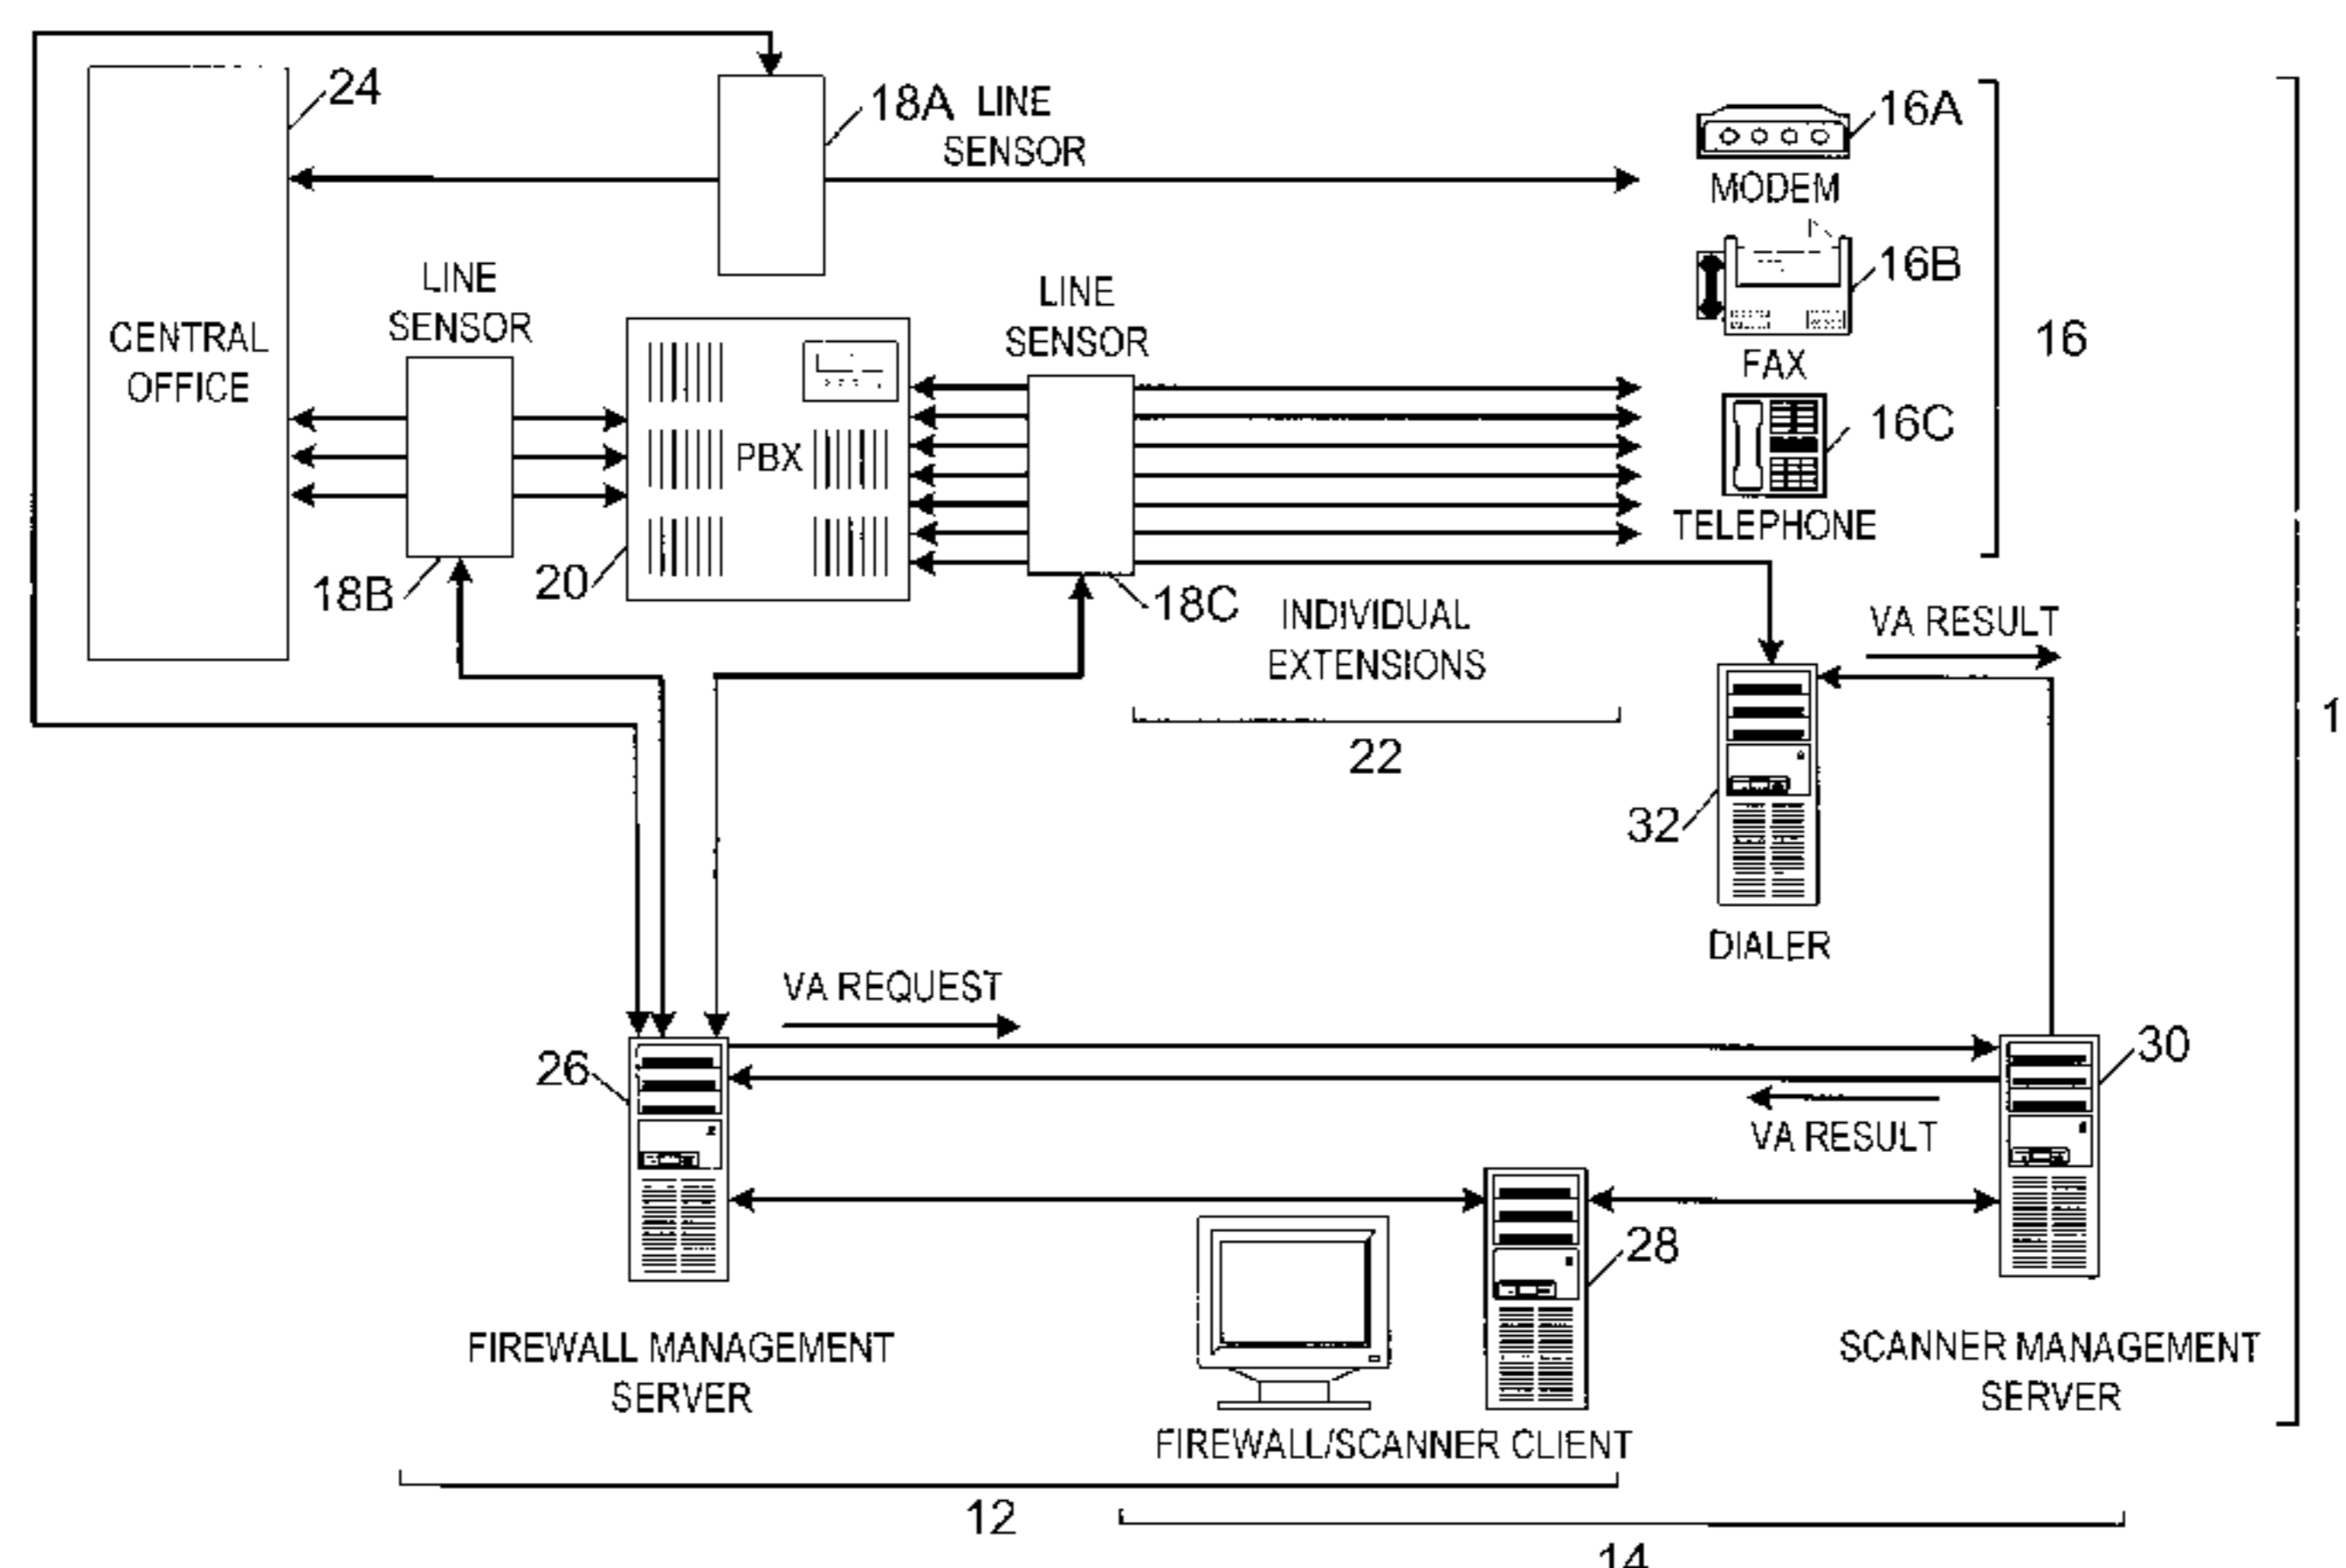 24
18A LINE
SENSOR
16A
MODEM
LINE
SENSOR
LINE
SENSOR
16B
FAX
16
CENTRAL
OFFICE
PBX
16C
TELEPHONE
18B
20
18C
INDIVIDUAL
EXTENSIONS
22
VA RESULT
1
32
DIALER
VA REQUEST
26
30
VA RESULT
28
FIREWALL MANAGEMENT
SERVER
SCANNER MANAGEMENT
SERVER
FIREWALL/SCANNER CLIENT
12
14